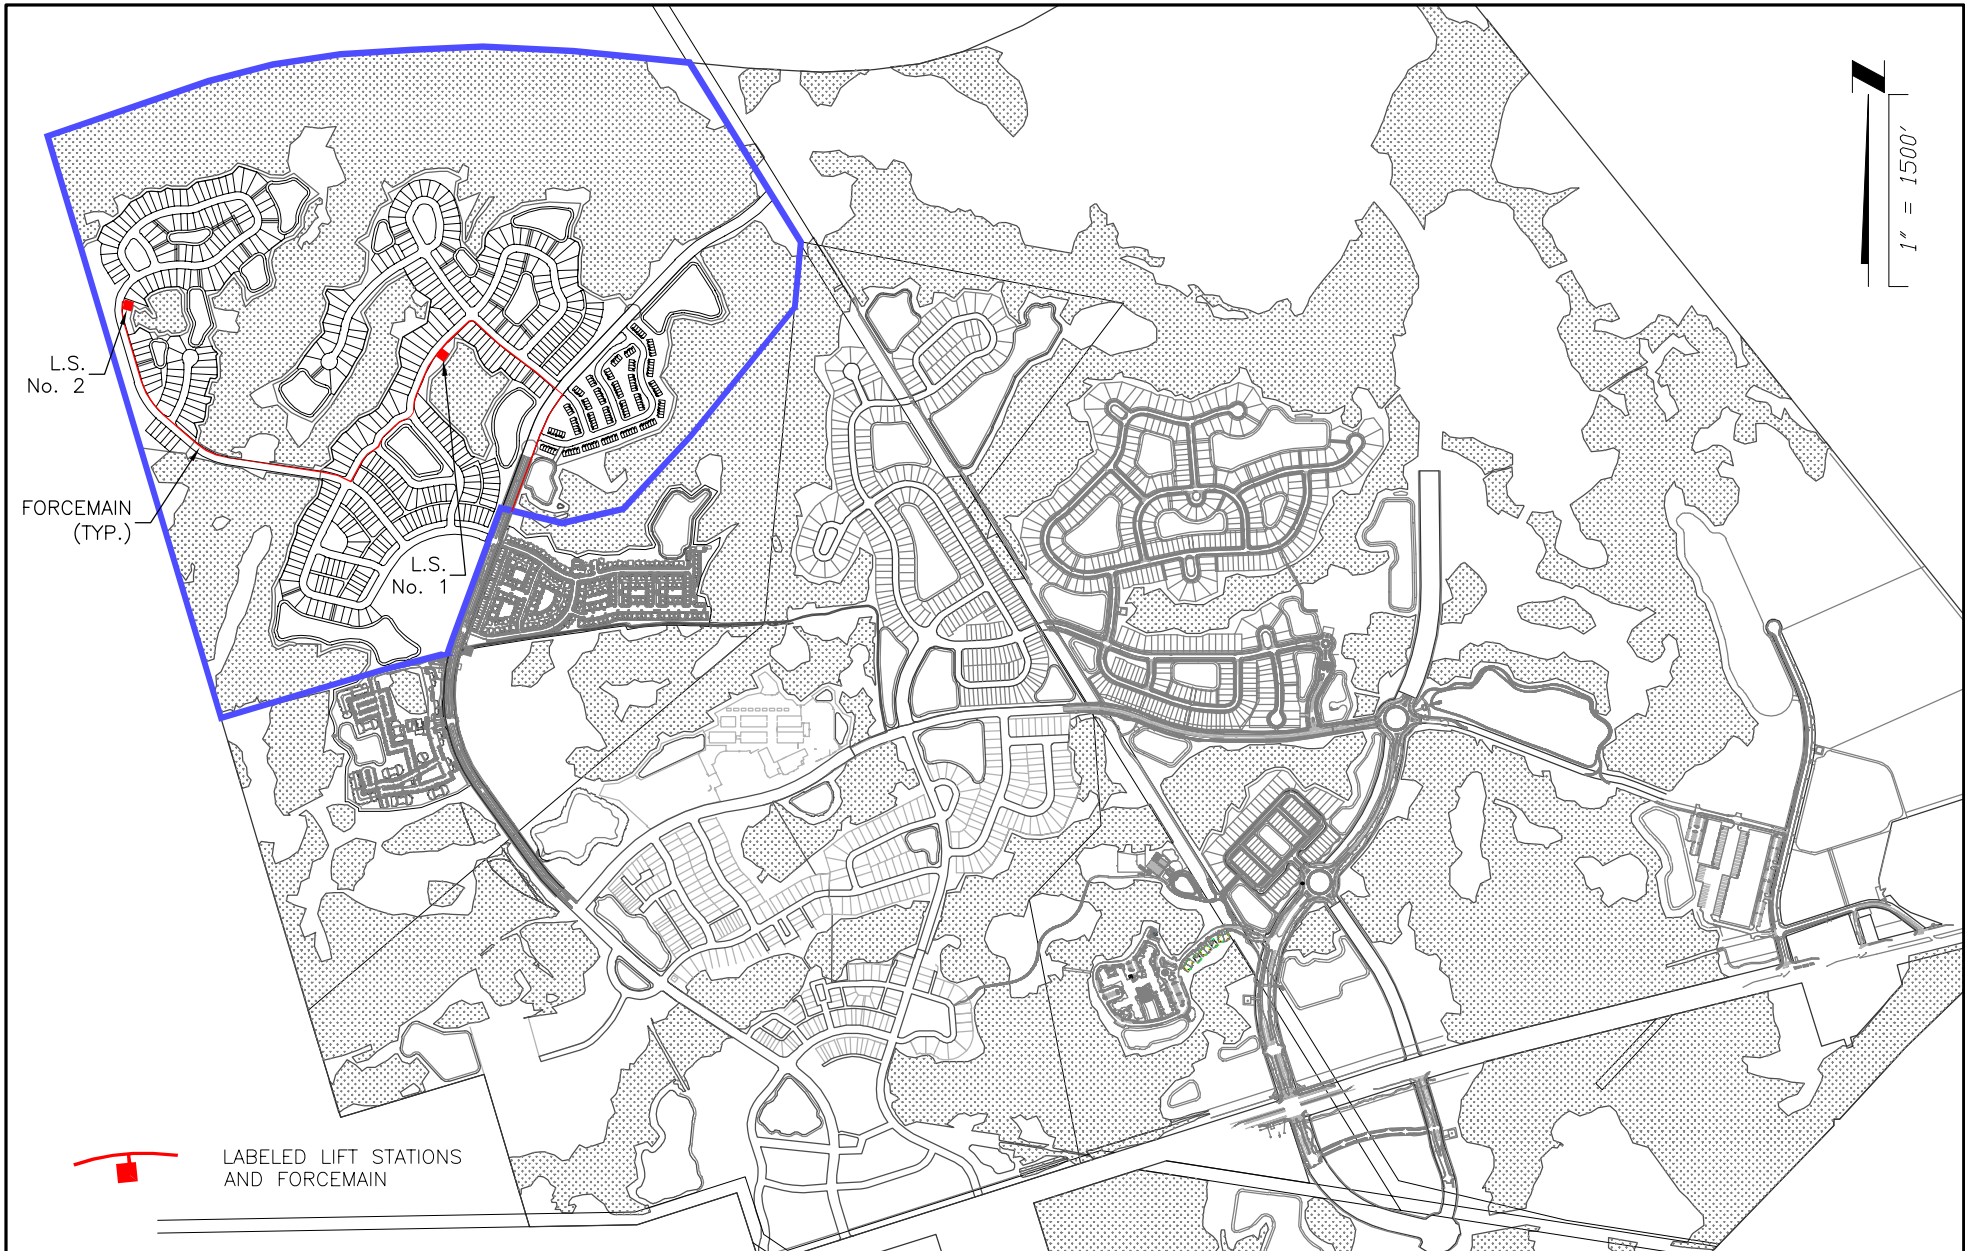 1" = 1500'
L.S.
No. 2
FORCEMAIN
(TYP.)
L.S.
No. 1
LABELED LIFT STATIONS
AND FORCEMAIN